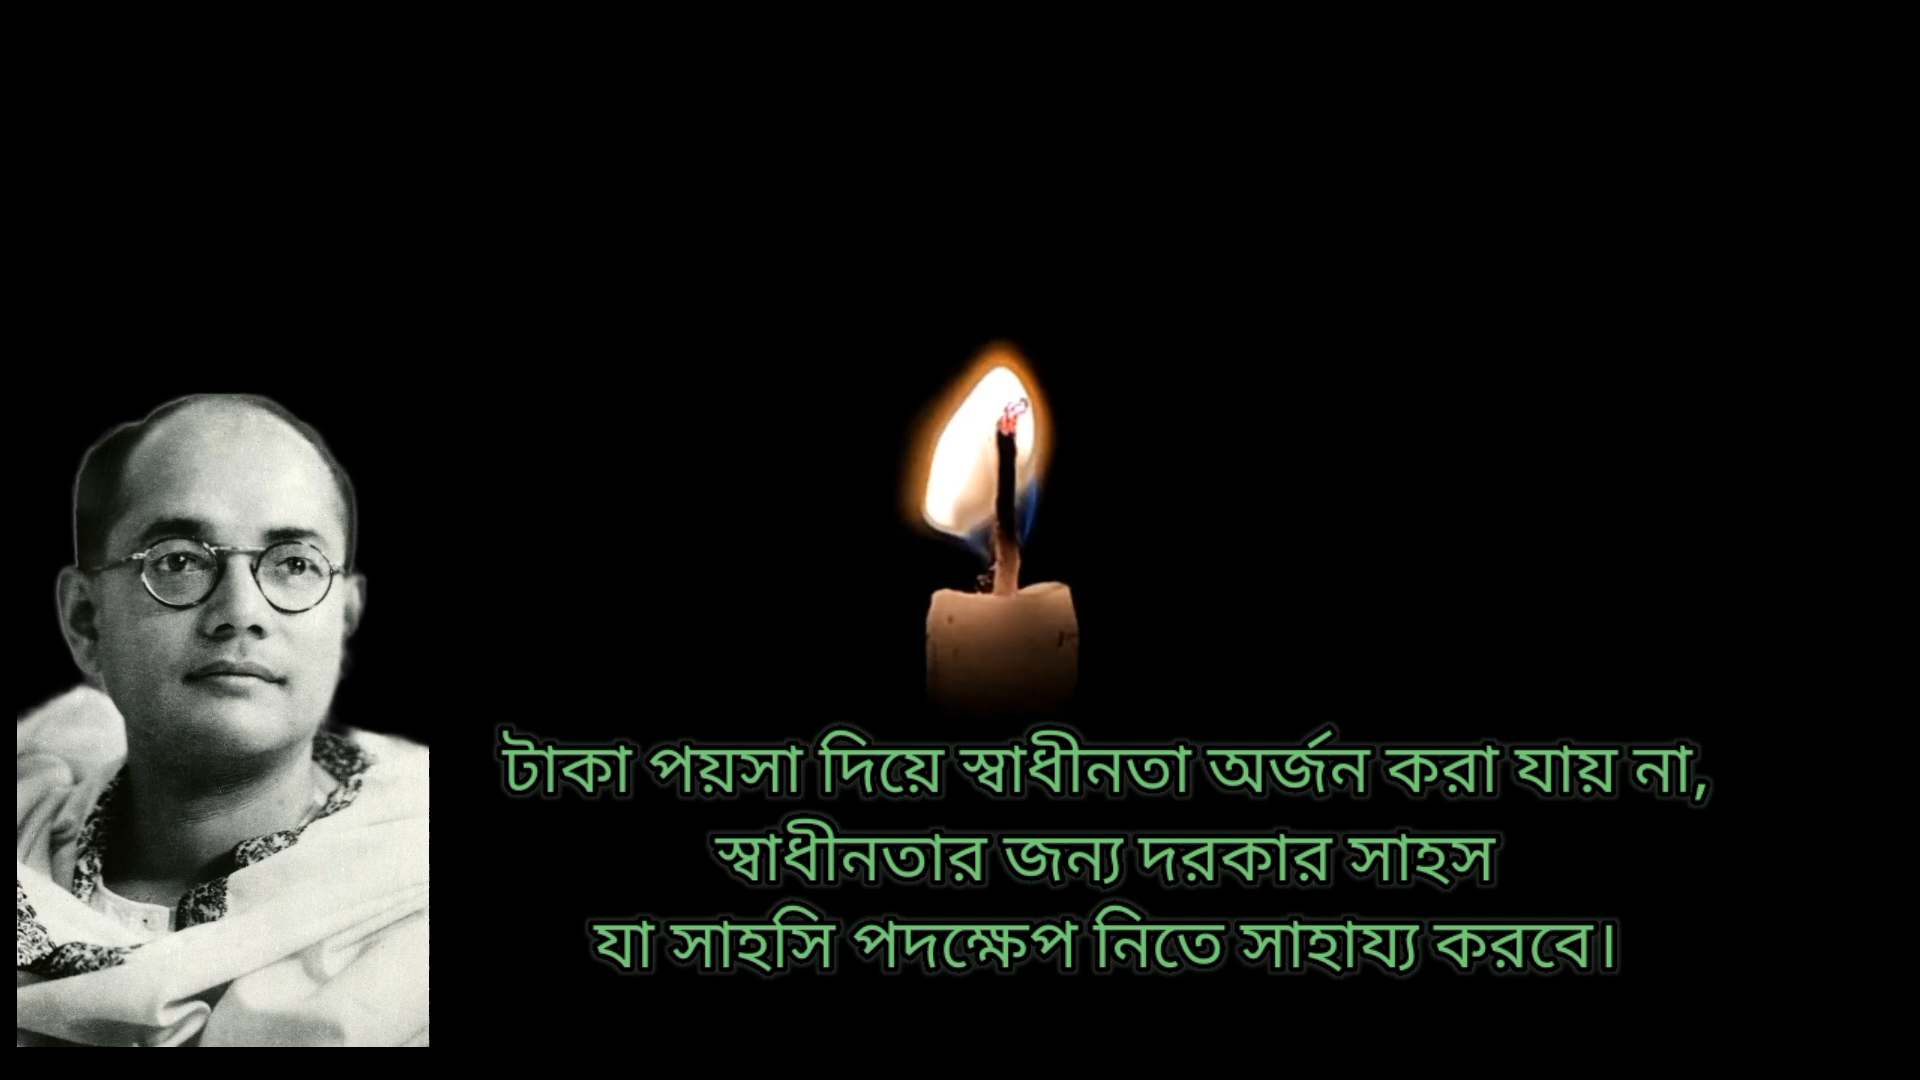 টাকা পয়সা দিয়ে স্বাধীনতা অর্জন করা যায় না,
স্বাধীনতার জন্য দরকার সাহস
যা সাহসি পদক্ষেপ নিতে সাহায্য করবে।